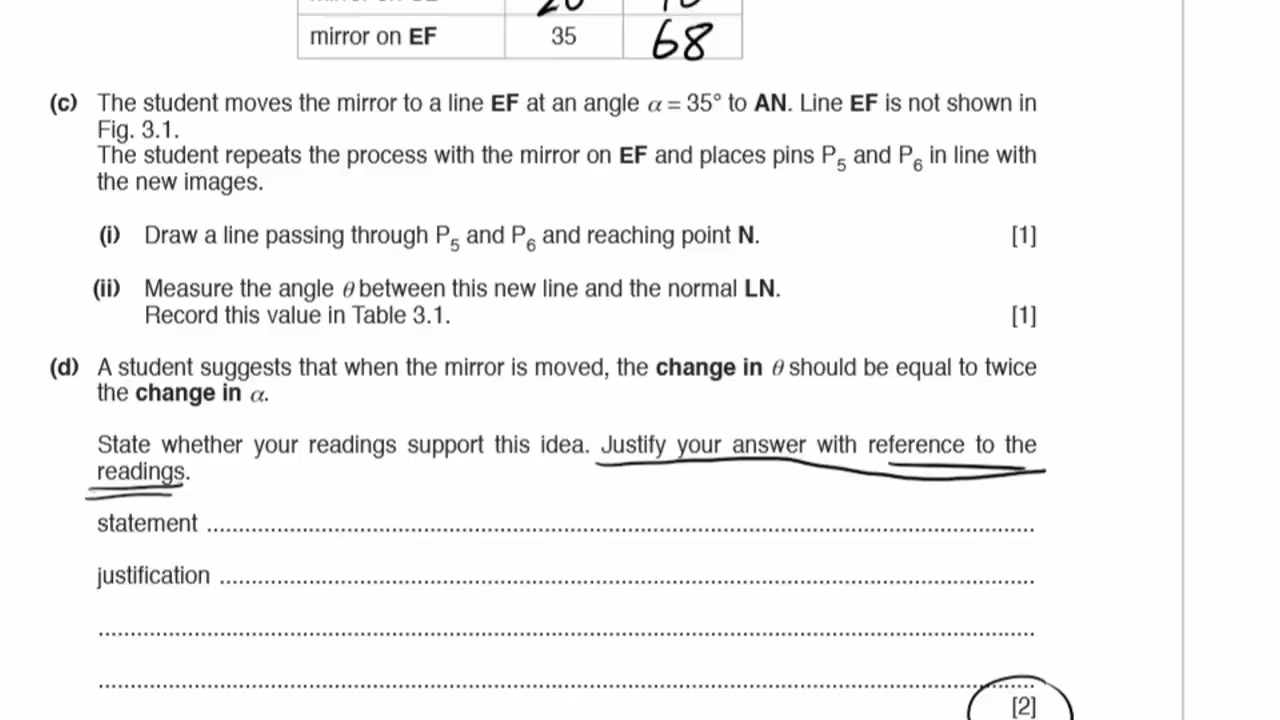 mirror on EF 35 68
(c) The student moves the mirror to a line EF at an angle α = 35° to AN. Line EF is not shown in
Fig. 3.1.
The student repeats the process with the mirror on EF and places pins P5 and P6 in line with
the new images.
(i) Draw a line passing through P5 and P6 and reaching point N. [1]
(ii) Measure the angle θ between this new line and the normal LN.
Record this value in Table 3.1. [1]
(d) A student suggests that when the mirror is moved, the change in θ should be equal to twice
the change in α.
State whether your readings support this idea. Justify your answer with reference to the
readings.
statement ..........................................................................................
justification ..........................................................................................
..........................................................................................
..........................................................................................
[2]